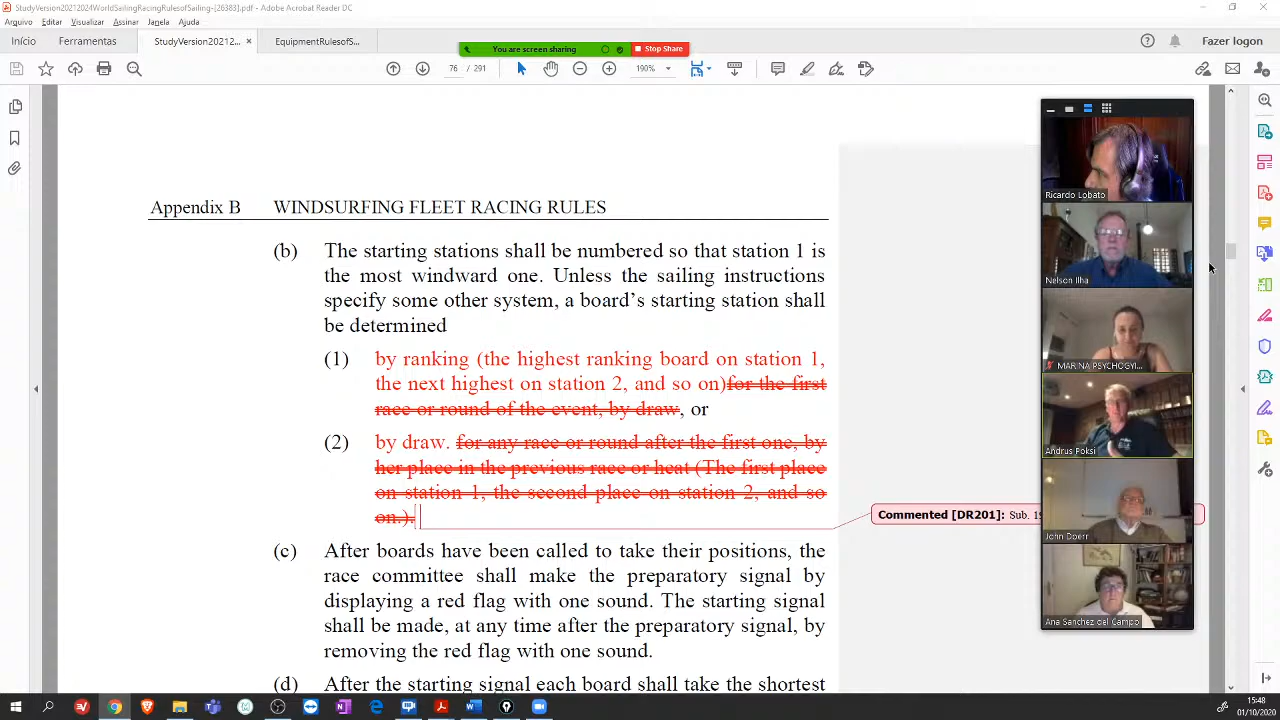 StudyVersion20212024WorldSailingRacingRulesofSailing-[26383].pdf - Adobe Acrobat Reader DC
Arquivo Editar Visualizar Assinar Janela Ajuda
Início Ferramentas StudyVersion20212... × EquipmentRulesofS... Fazer logon
You are screen sharing Stop Share
76 / 291 190%
Appendix B WINDSURFING FLEET RACING RULES
(b) The starting stations shall be numbered so that station 1 is
the most windward one. Unless the sailing instructions
specify some other system, a board's starting station shall
be determined
(1) by ranking (the highest ranking board on station 1,
the next highest on station 2, and so on)for the first
race or round of the event, by draw, or
(2) by draw. for any race or round after the first one, by
her place in the previous race or heat (The first place
on station 1, the second place on station 2, and so
on.).
Commented [DR201]: Sub.
(c) After boards have been called to take their positions, the
race committee shall make the preparatory signal by
displaying a red flag with one sound. The starting signal
shall be made, at any time after the preparatory signal, by
removing the red flag with one sound.
(d) After the starting signal each board shall take the shortest
Ricardo Lobato
Nelson Ilha
MARINA PSYCHOGYI...
Andrus Poksi
John Doerr
Ana Sanchez del Campo
15:48
01/10/2020